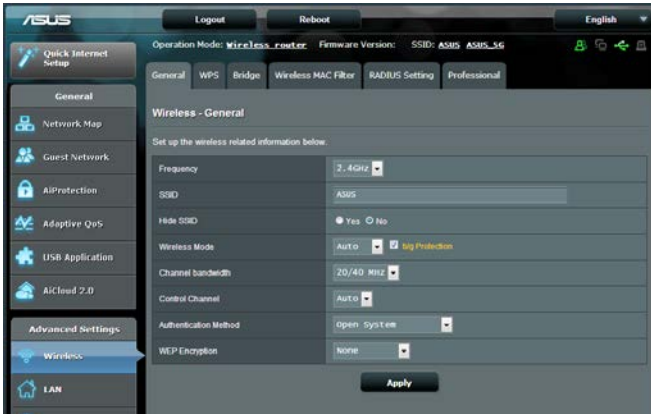 ASUS Logout Reboot English
Quick Internet Setup
Operation Mode: Wireless router Firmware Version: SSID: ASUS ASUS_5G
General WPS Bridge Wireless MAC Filter RADIUS Setting Professional
General
Network Map
Guest Network
AiProtection
Adaptive QoS
USB Application
AiCloud 2.0
Advanced Settings
Wireless
LAN
Wireless - General
Set up the wireless related information below.
Frequency 2.4GHz
SSID ASUS
Hide SSID Yes No
Wireless Mode Auto b/g Protection
Channel bandwidth 20/40 MHz
Control Channel Auto
Authentication Method Open System
WEP Encryption None
Apply